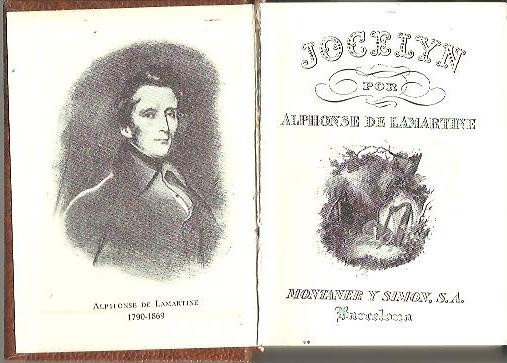 ALPHONSE DE LAMARTINE
1790-1869
JOCELYN
POR
ALPHONSE DE LAMARTINE
MONTANER Y SIMON, S.A.
Barcelona